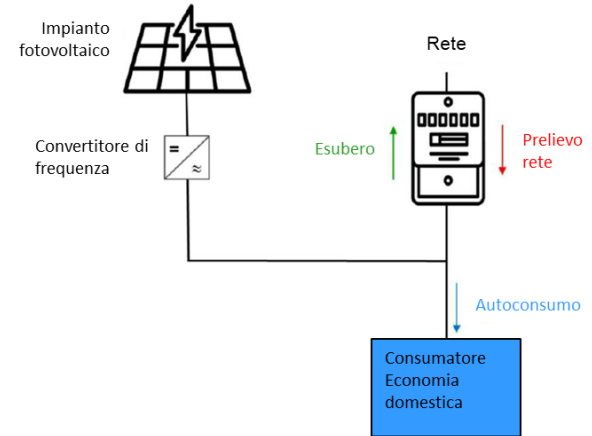 Impianto
fotovoltaico
Rete
Convertitore di
frequenza
Esubero
Prelievo
rete
Autoconsumo
Consumatore
Economia
domestica